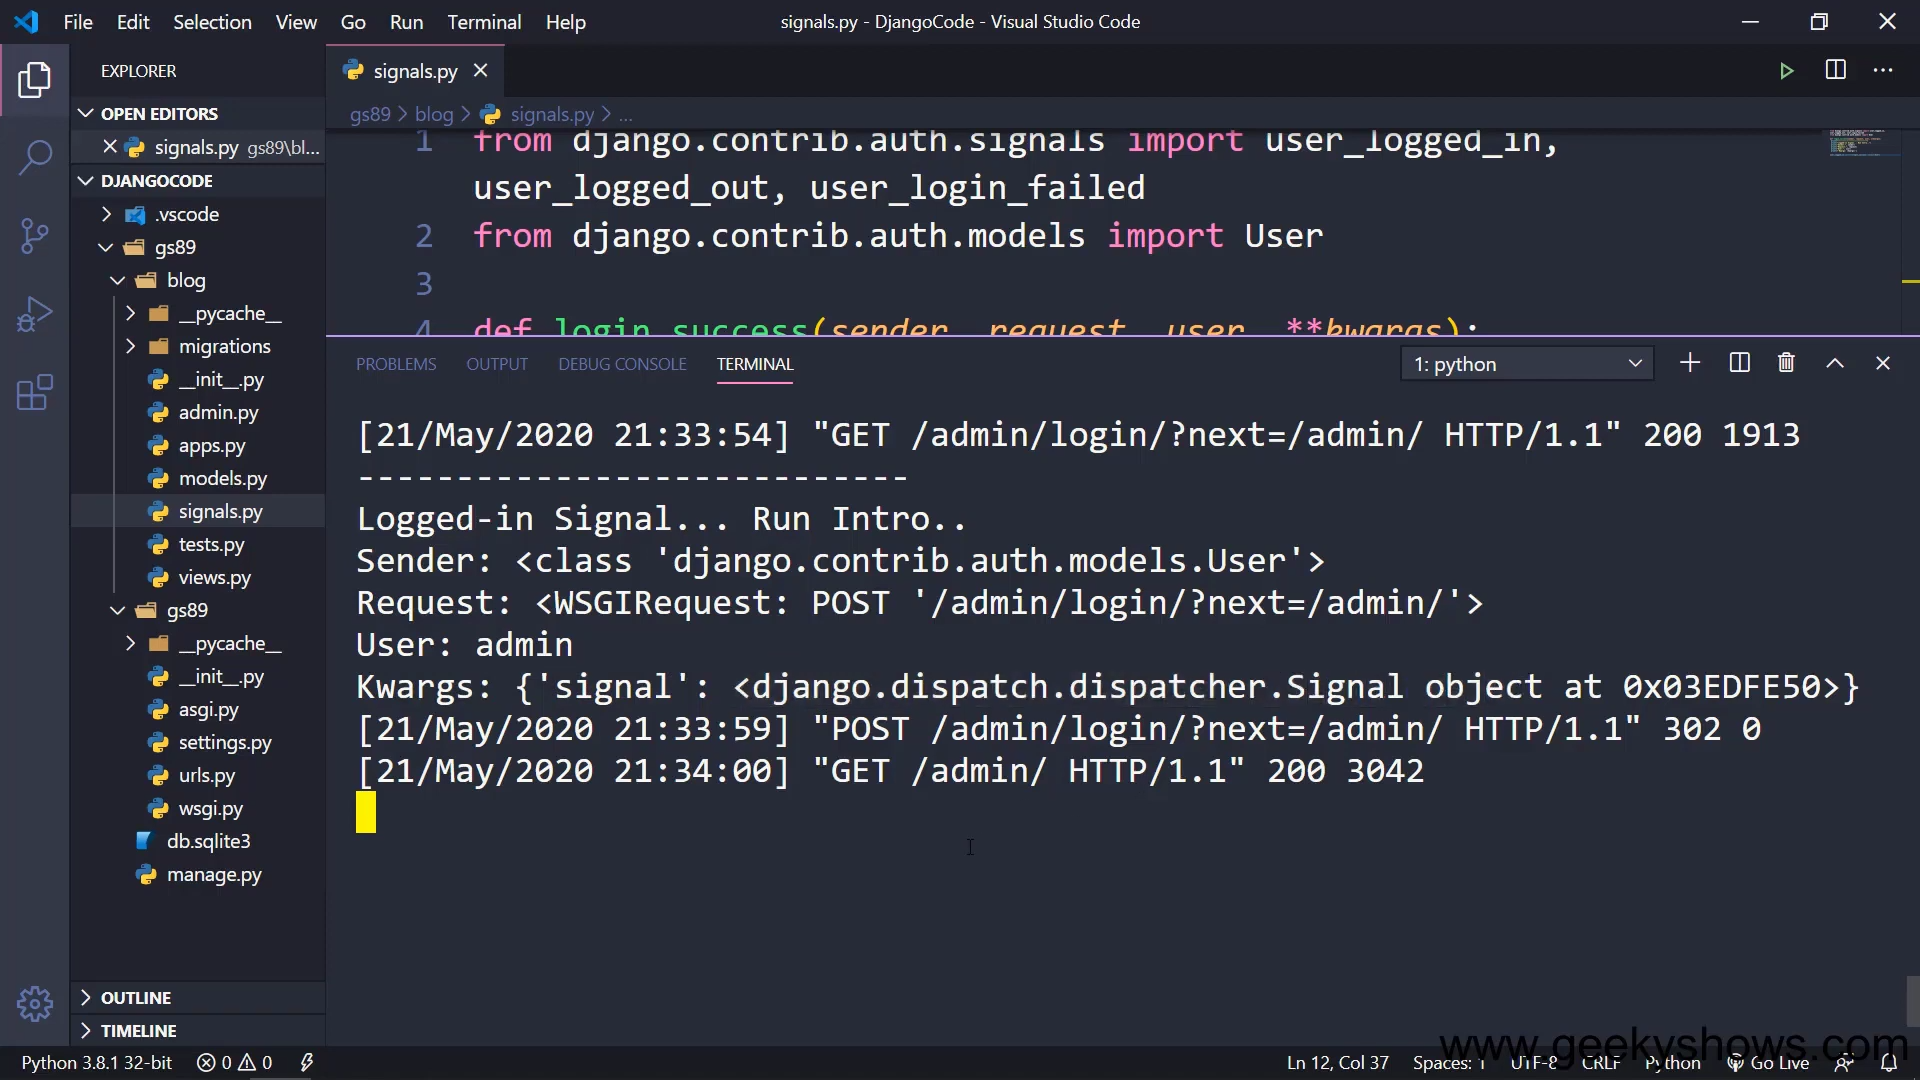 File Edit Selection View Go Run Terminal Help
signals.py - DjangoCode - Visual Studio Code
EXPLORER
OPEN EDITORS
signals.py gs89\bl...
DJANGOCODE
.vscode
gs89
blog
__pycache__
migrations
__init__.py
admin.py
apps.py
models.py
signals.py
tests.py
views.py
gs89
__pycache__
__init__.py
asgi.py
settings.py
urls.py
wsgi.py
db.sqlite3
manage.py
OUTLINE
TIMELINE
signals.py
gs89 > blog > signals.py > ...
1 from django.contrib.auth.signals import user_logged_in,
user_logged_out, user_login_failed
2 from django.contrib.auth.models import User
3
4 def login_success(sender, request, user, **kwargs):
PROBLEMS OUTPUT DEBUG CONSOLE TERMINAL
1: python
[21/May/2020 21:33:54] "GET /admin/login/?next=/admin/ HTTP/1.1" 200 1913
----------------------------
Logged-in Signal... Run Intro..
Sender: <class 'django.contrib.auth.models.User'>
Request: <WSGIRequest: POST '/admin/login/?next=/admin/'>
User: admin
Kwargs: {'signal': <django.dispatch.dispatcher.Signal object at 0x03EDFE50>}
[21/May/2020 21:33:59] "POST /admin/login/?next=/admin/ HTTP/1.1" 302 0
[21/May/2020 21:34:00] "GET /admin/ HTTP/1.1" 200 3042
www.geekyshows.com
Python 3.8.1 32-bit 0 0
Ln 12, Col 37 Spaces: 1 UTF-8 CRLF Python Go Live